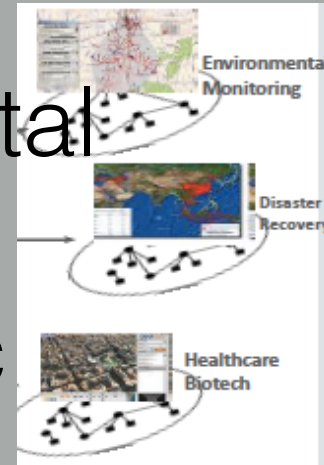 Environmenta
Monitoring
tal
Disaster
Recovery
Healthcare
Biotech